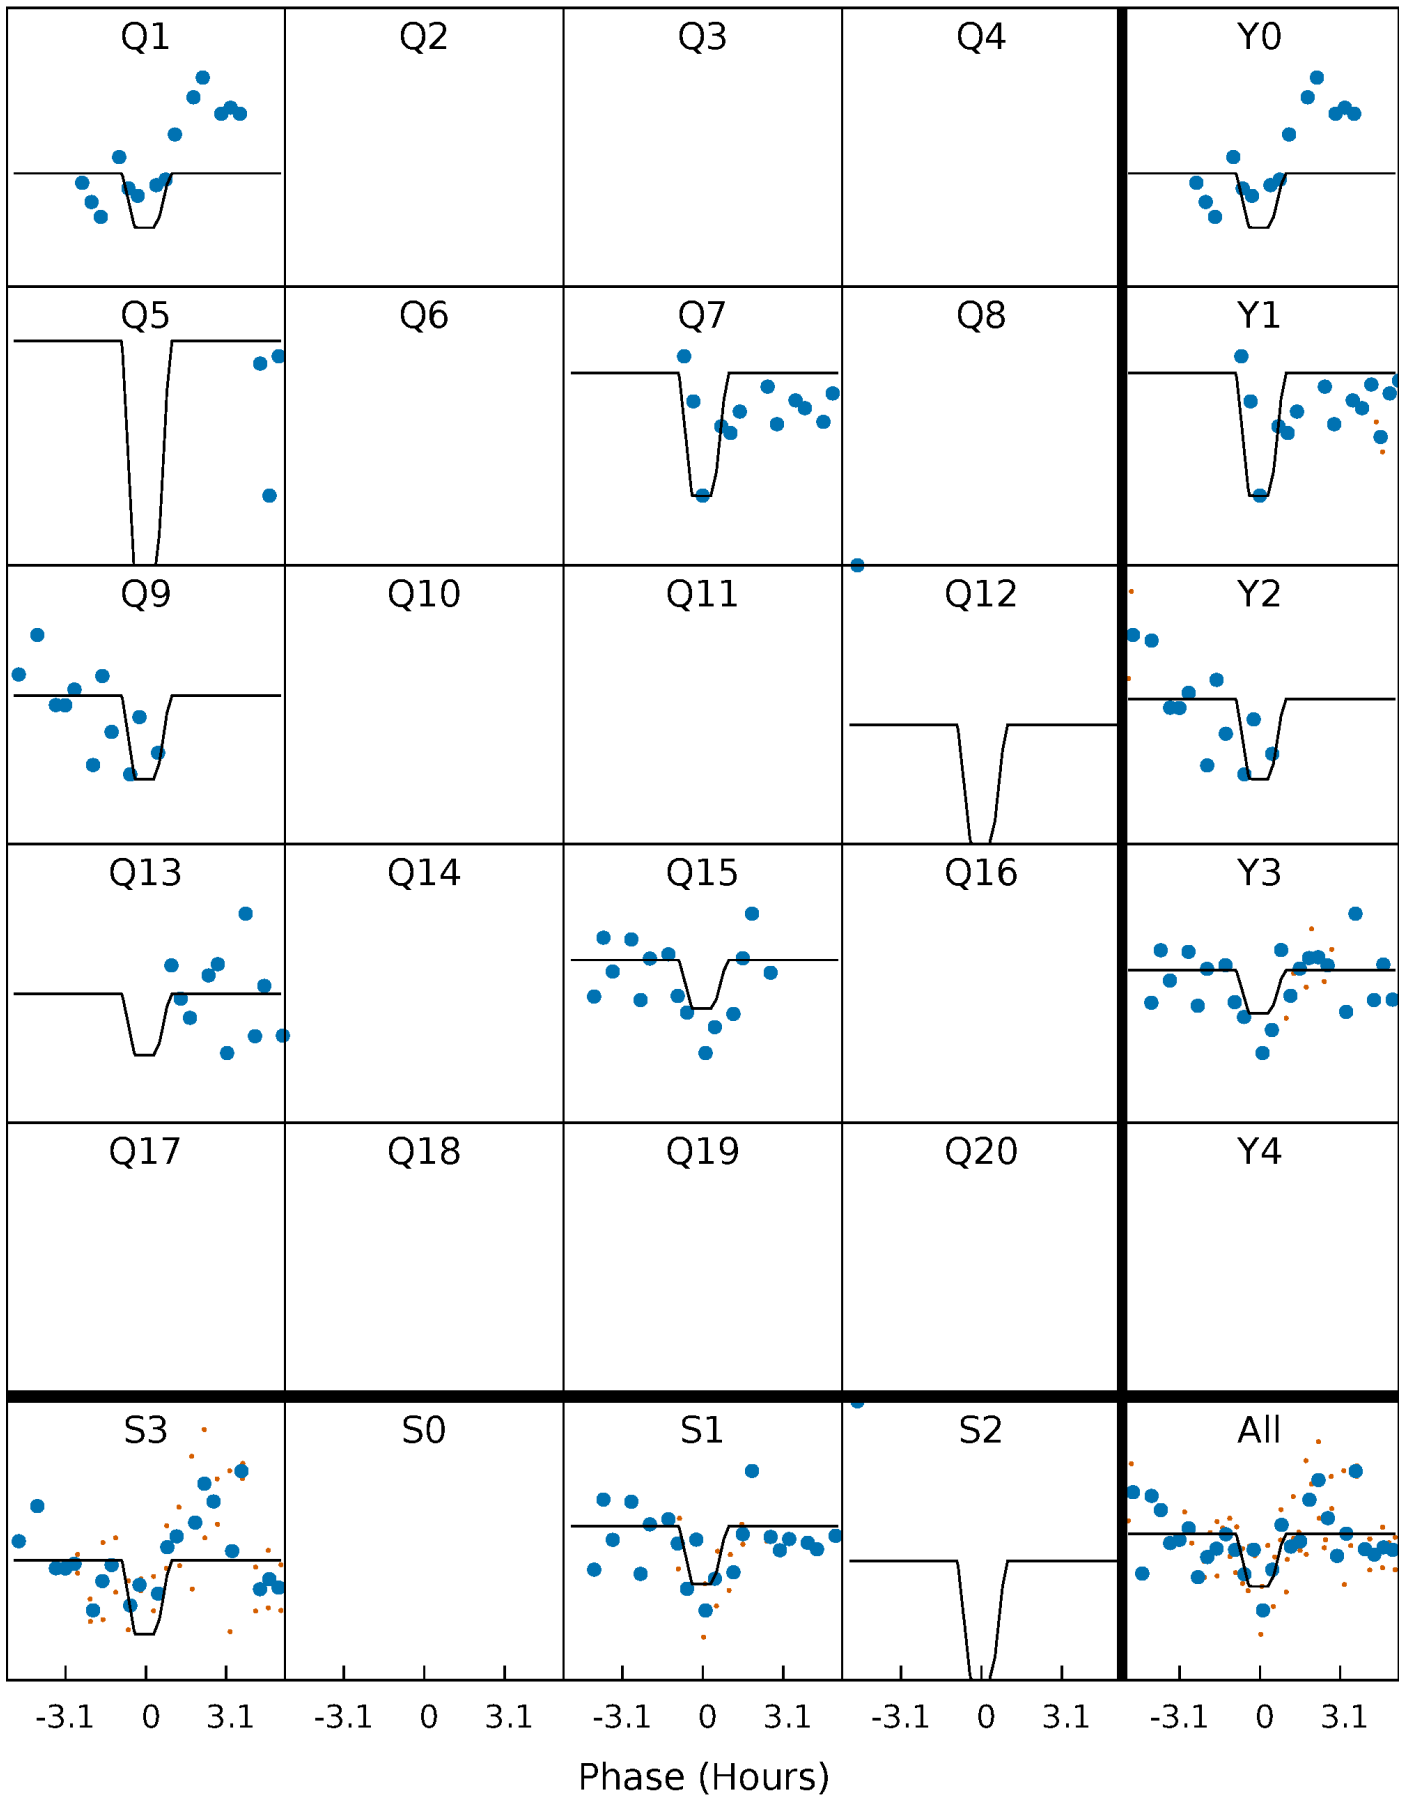 Q1 Q2 Q3 Q4 Y0
Q5 Q6 Q7 Q8 Y1
Q9 Q10 Q11 Q12 Y2
Q13 Q14 Q15 Q16 Y3
Q17 Q18 Q19 Q20 Y4
S3 S0 S1 S2 All
-3.1 0 3.1 -3.1 0 3.1 -3.1 0 3.1 -3.1 0 3.1 -3.1 0 3.1
Phase (Hours)